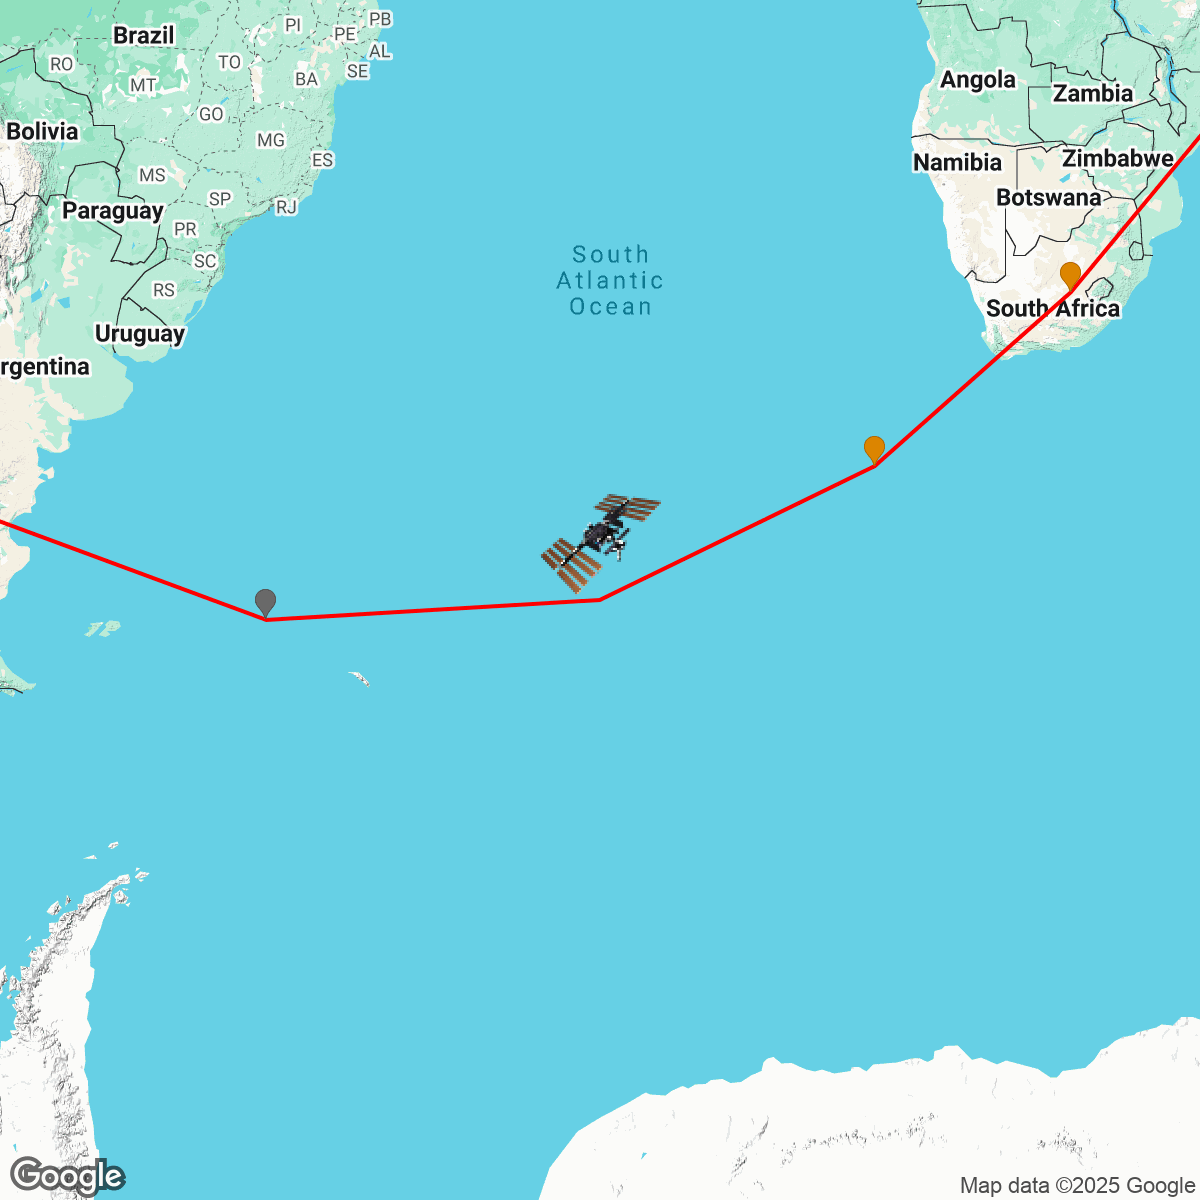 Brazil
PI
PB
PE
AL
RO
TO
SE
MT
BA
GO
Bolivia
MG
ES
MS
SP
RJ
Paraguay
PR
SC
RS
Uruguay
rgentina
South
Atlantic
Ocean
Angola
Zambia
Namibia
Zimbabwe
Botswana
South Africa
Google
Map data ©2025 Google